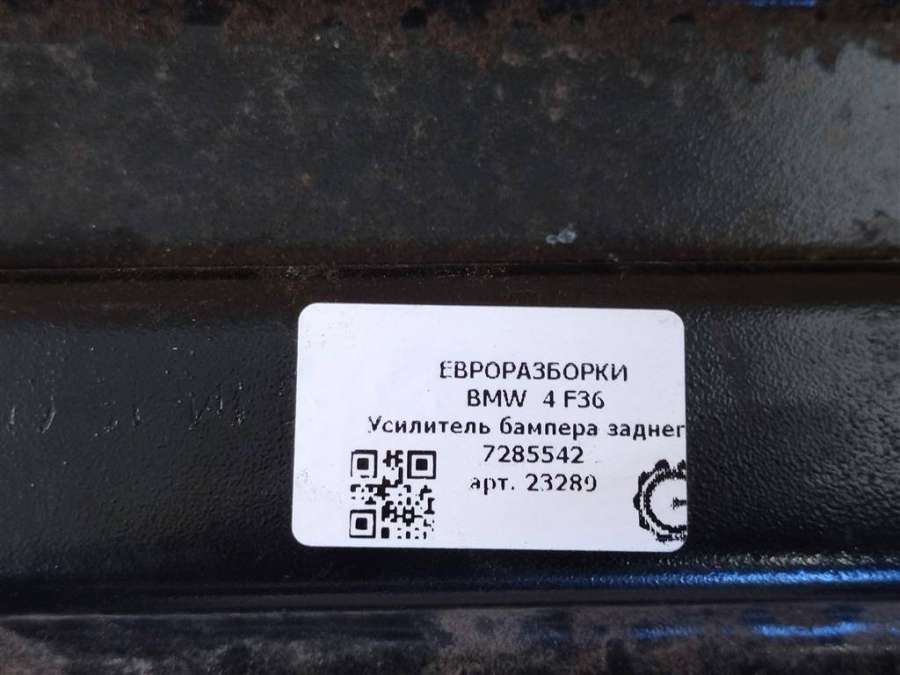 ЕВРОРАЗБОРКИ
BMW 4 F36
Усилитель бампера заднег
7285542
арт. 23289